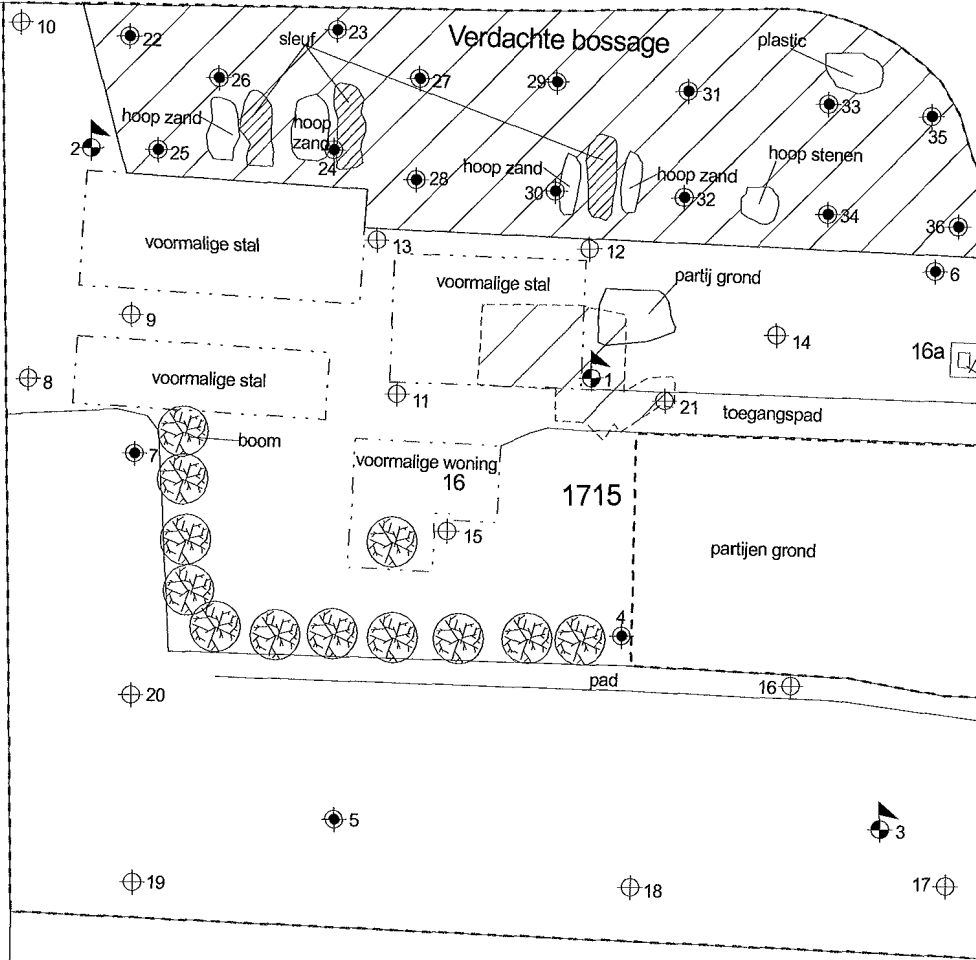 10
22
23
sleuf
Verdachte bossage
plastic
26
27
29
31
33
35
hoop zand
hoop
zand
2
25
24
28
hoop zand
30
hoop zand
32
hoop stenen
34
36
voormalige stal
13
12
6
voormalige stal
partij grond
9
14
16a
8
voormalige stal
11
1
21
toegangspad
boom
7
voormalige woning
16
1715
15
partijen grond
4
pad
16
20
5
3
19
18
17